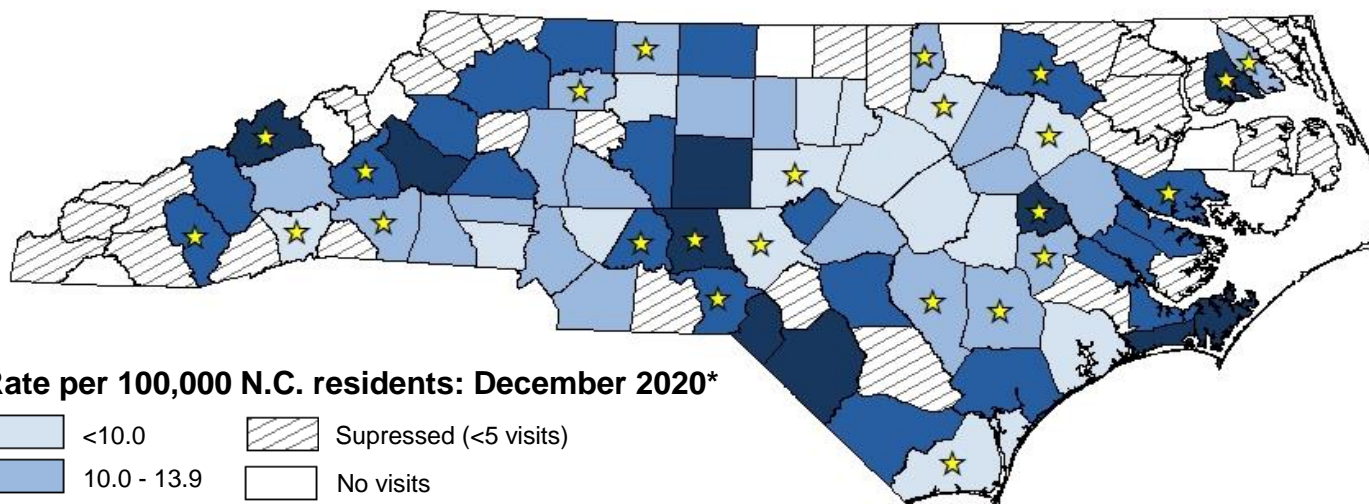 Rate per 100,000 N.C. residents: December 2020*
<10.0
Supressed (<5 visits)
10.0 - 13.9
No visits